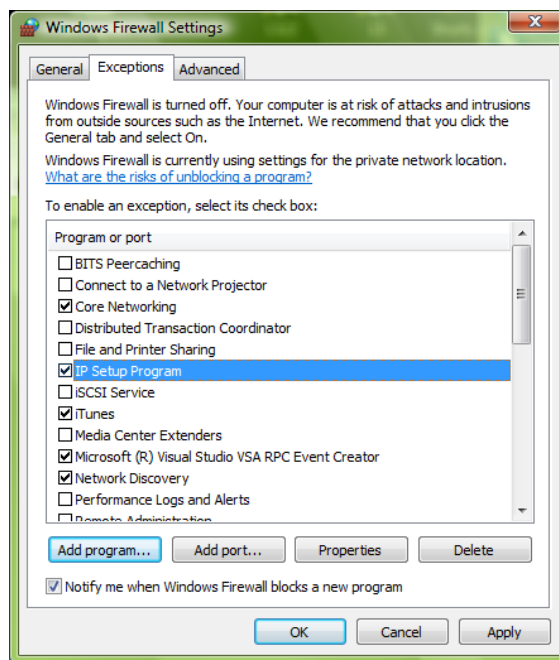 Windows Firewall Settings
General Exceptions Advanced
Windows Firewall is turned off. Your computer is at risk of attacks and intrusions
from outside sources such as the Internet. We recommend that you click the
General tab and select On.
Windows Firewall is currently using settings for the private network location.
What are the risks of unblocking a program?
To enable an exception, select its check box:
Program or port
BITS Peercaching
Connect to a Network Projector
Core Networking
Distributed Transaction Coordinator
File and Printer Sharing
IP Setup Program
iSCSI Service
iTunes
Media Center Extenders
Microsoft (R) Visual Studio VSA RPC Event Creator
Network Discovery
Performance Logs and Alerts
Remote Administration
Add program... Add port... Properties Delete
Notify me when Windows Firewall blocks a new program
OK Cancel Apply